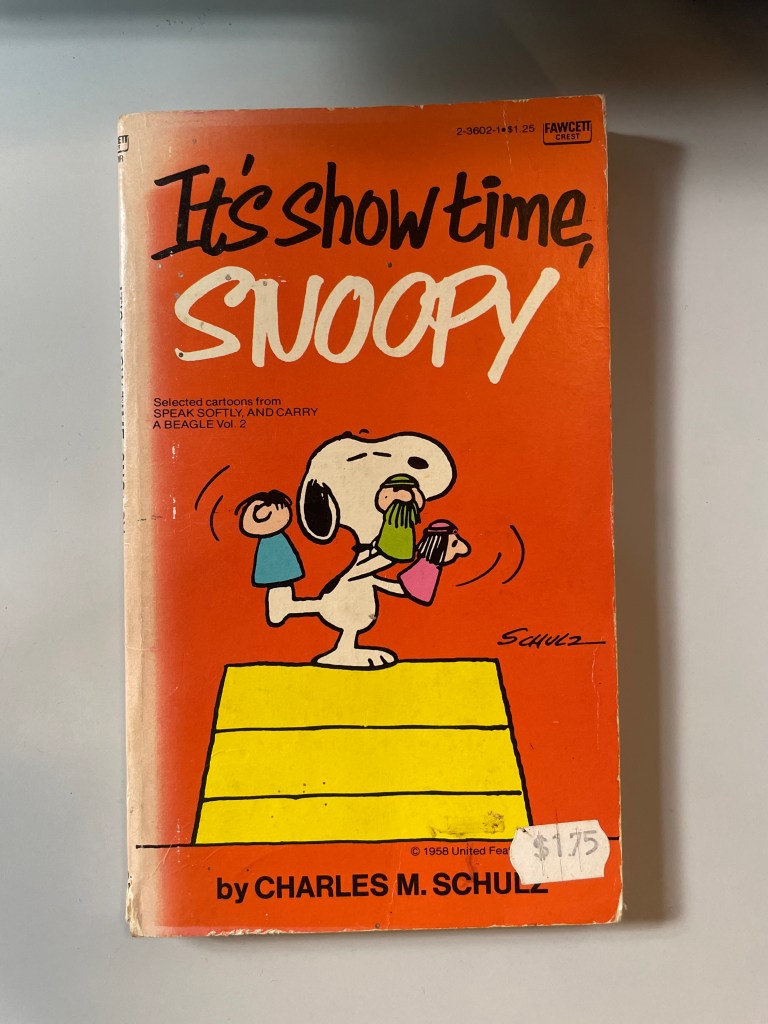 2-3602-1•$1.25
FAWCETT
CREST
It's show time,
SNOOPY
Selected cartoons from
SPEAK SOFTLY, AND CARRY
A BEAGLE Vol. 2
SCHULZ
$1.75
© 1958 United
by CHARLES M. SCHULZ